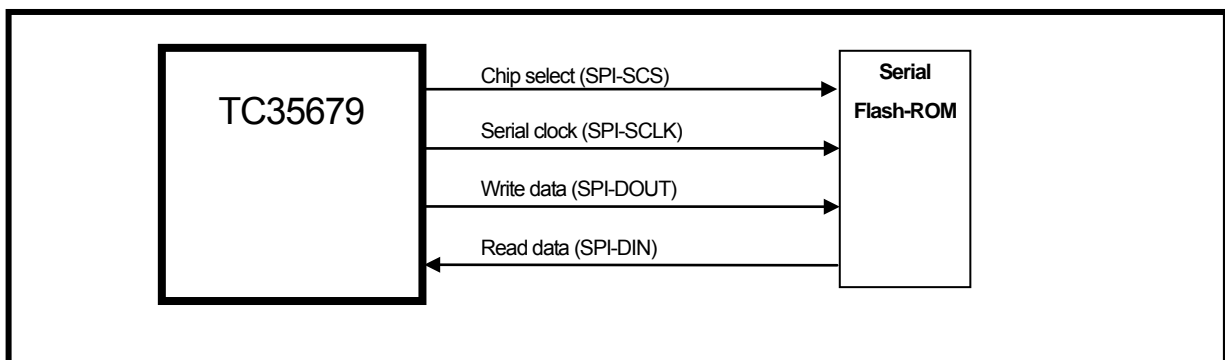 TC35679
Chip select (SPI-SCS)
Serial clock (SPI-SCLK)
Write data (SPI-DOUT)
Read data (SPI-DIN)
Serial
Flash-ROM